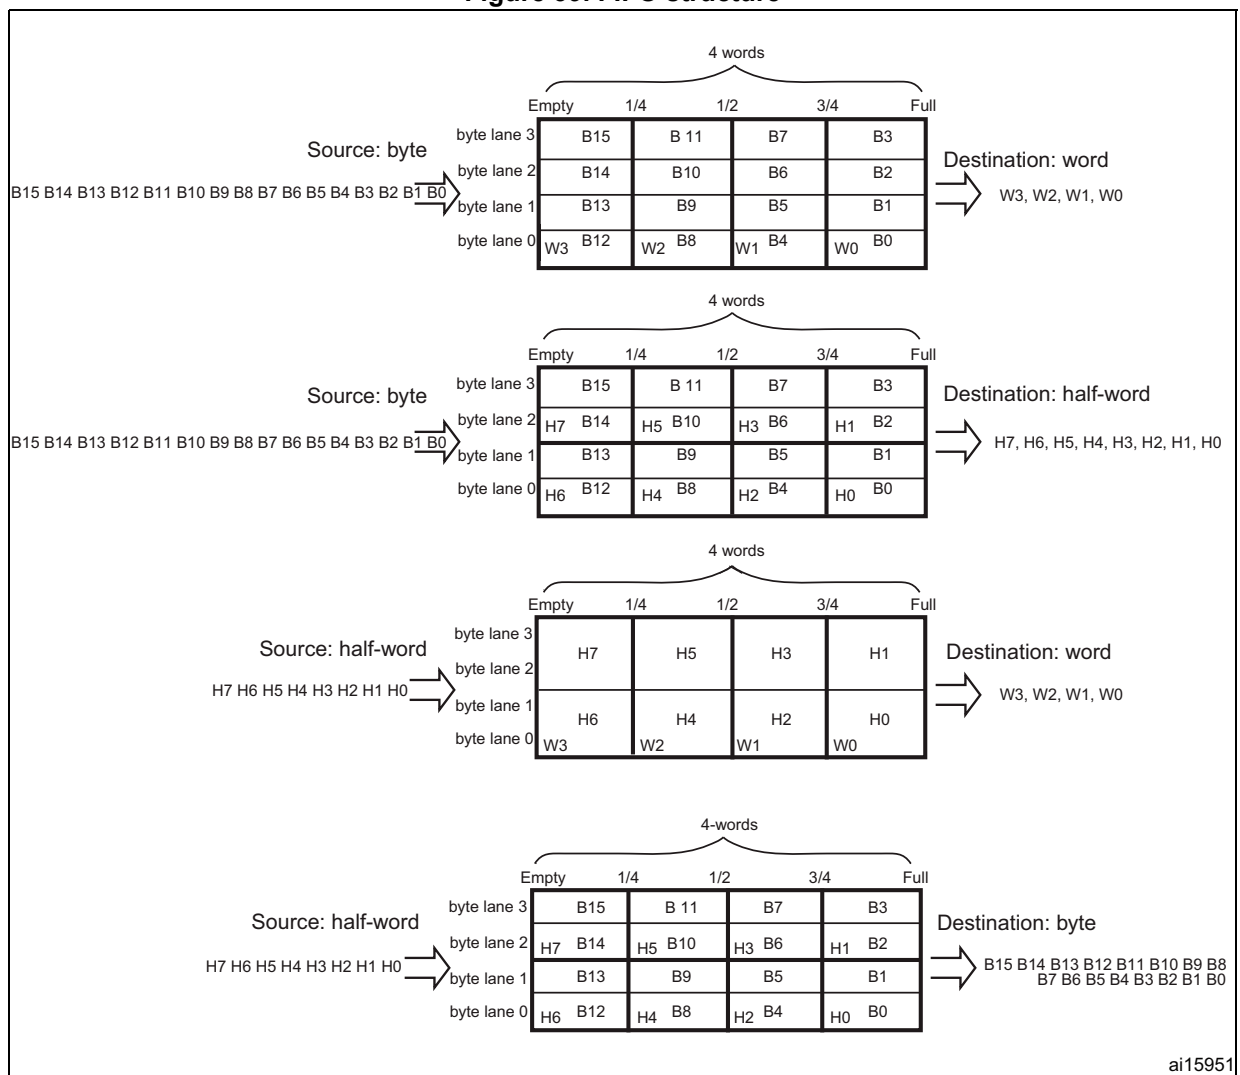 4 words
Empty 1/4 1/2 3/4 Full
byte lane 3 B15 B 11 B7 B3
Source: byte Destination: word
byte lane 2 B14 B10 B6 B2
B15 B14 B13 B12 B11 B10 B9 B8 B7 B6 B5 B4 B3 B2 B1 B0 W3, W2, W1, W0
byte lane 1 B13 B9 B5 B1
byte lane 0 W3 B12 W2 B8 W1 B4 W0 B0
4 words
Empty 1/4 1/2 3/4 Full
byte lane 3 B15 B 11 B7 B3
Source: byte Destination: half-word
byte lane 2 H7 B14 H5 B10 H3 B6 H1 B2
B15 B14 B13 B12 B11 B10 B9 B8 B7 B6 B5 B4 B3 B2 B1 B0 H7, H6, H5, H4, H3, H2, H1, H0
byte lane 1 B13 B9 B5 B1
byte lane 0 H6 B12 H4 B8 H2 B4 H0 B0
4 words
Empty 1/4 1/2 3/4 Full
byte lane 3
Source: half-word H7 H5 H3 H1 Destination: word
byte lane 2
H7 H6 H5 H4 H3 H2 H1 H0 W3, W2, W1, W0
byte lane 1
H6 H4 H2 H0
byte lane 0 W3 W2 W1 W0
4-words
Empty 1/4 1/2 3/4 Full
byte lane 3 B15 B 11 B7 B3
Source: half-word Destination: byte
byte lane 2 H7 B14 H5 B10 H3 B6 H1 B2
H7 H6 H5 H4 H3 H2 H1 H0 B15 B14 B13 B12 B11 B10 B9 B8
B7 B6 B5 B4 B3 B2 B1 B0
byte lane 1 B13 B9 B5 B1
byte lane 0 H6 B12 H4 B8 H2 B4 H0 B0
ai15951